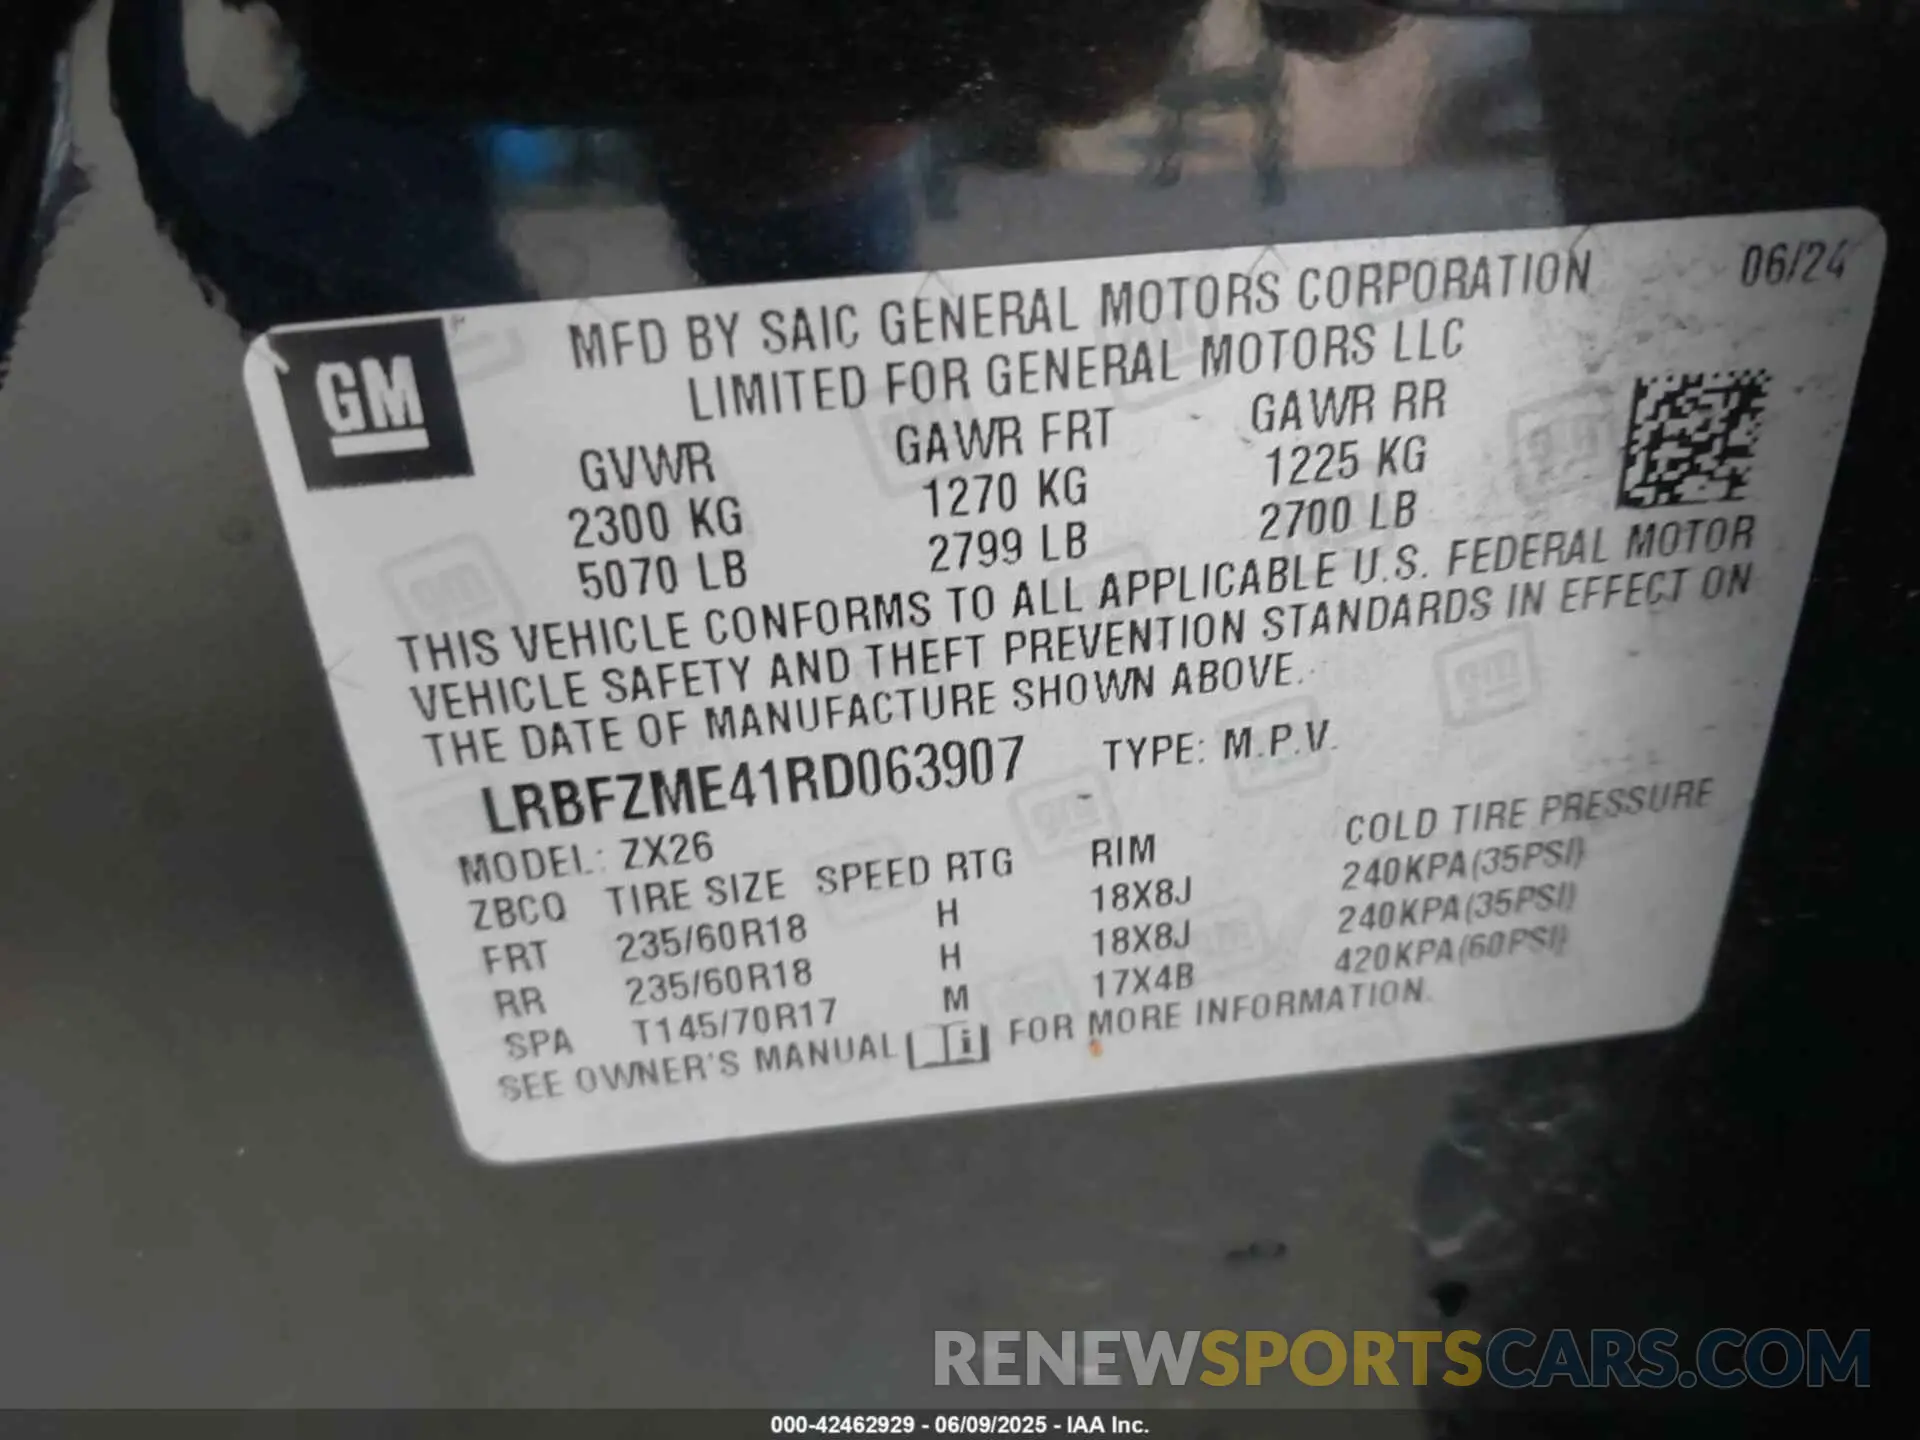 GM
MFD BY SAIC GENERAL MOTORS CORPORATION
06/24
LIMITED FOR GENERAL MOTORS LLC
GVWR GAWR FRT GAWR RR
2300 KG 1270 KG 1225 KG
5070 LB 2799 LB 2700 LB
THIS VEHICLE CONFORMS TO ALL APPLICABLE U.S. FEDERAL MOTOR
VEHICLE SAFETY AND THEFT PREVENTION STANDARDS IN EFFECT ON
THE DATE OF MANUFACTURE SHOWN ABOVE.
LRBFZME41RD063907 TYPE: M.P.V.
MODEL: ZX26
ZBCQ TIRE SIZE SPEED RTG RIM COLD TIRE PRESSURE
FRT 235/60R18 H 18X8J 240KPA(35PSI)
RR 235/60R18 H 18X8J 240KPA(35PSI)
SPA T145/70R17 M 17X4B 420KPA(60PSI)
SEE OWNER'S MANUAL i FOR MORE INFORMATION.
RENEWSPORTSCARS.COM
000-42462929 - 06/09/2025 - IAA Inc.